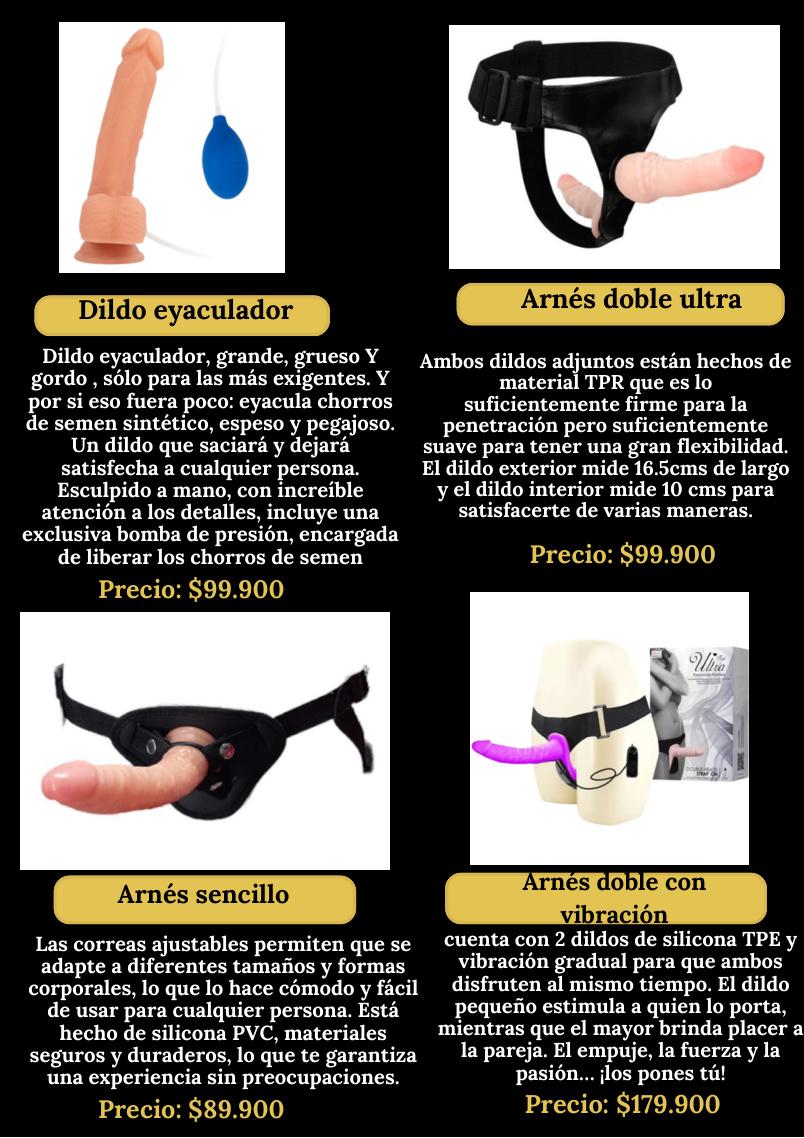 Dildo eyaculador
Dildo eyaculador, grande, grueso Y
gordo , sólo para las más exigentes. Y
por si eso fuera poco: eyacula chorros
de semen sintético, espeso y pegajoso.
Un dildo que saciará y dejará
satisfecha a cualquier persona.
Esculpido a mano, con increíble
atención a los detalles, incluye una
exclusiva bomba de presión, encargada
de liberar los chorros de semen
Precio: $99.900
Arnés doble ultra
Ambos dildos adjuntos están hechos de
material TPR que es lo
suficientemente firme para la
penetración pero suficientemente
suave para tener una gran flexibilidad.
El dildo exterior mide 16.5cms de largo
y el dildo interior mide 10 cms para
satisfacerte de varias maneras.
Precio: $99.900
Arnés sencillo
Las correas ajustables permiten que se
adapte a diferentes tamaños y formas
corporales, lo que lo hace cómodo y fácil
de usar para cualquier persona. Está
hecho de silicona PVC, materiales
seguros y duraderos, lo que te garantiza
una experiencia sin preocupaciones.
Precio: $89.900
Ultra
STRAP ON
Arnés doble con
vibración
cuenta con 2 dildos de silicona TPE y
vibración gradual para que ambos
disfruten al mismo tiempo. El dildo
pequeño estimula a quien lo porta,
mientras que el mayor brinda placer a
la pareja. El empuje, la fuerza y la
pasión... ¡los pones tú!
Precio: $179.900